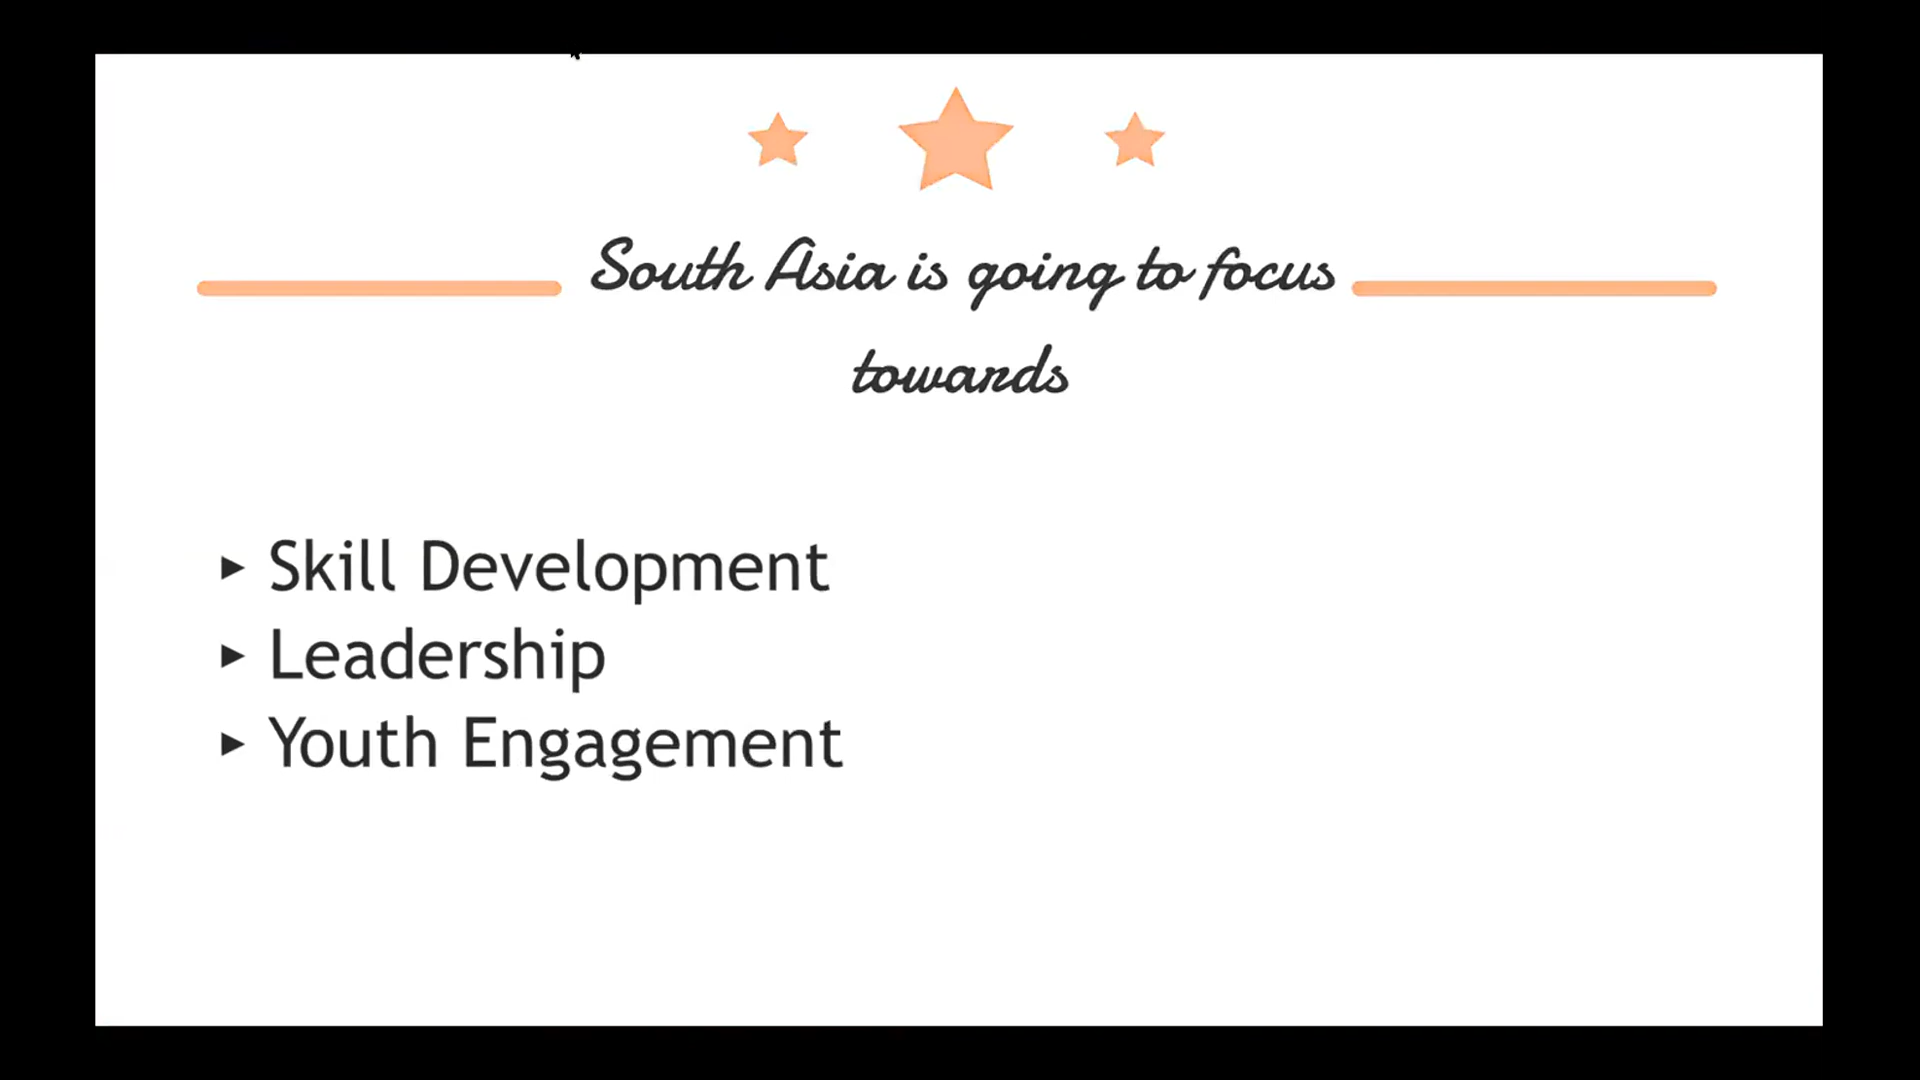 South Asia is going to focus
towards
▸ Skill Development
▸ Leadership
▸ Youth Engagement